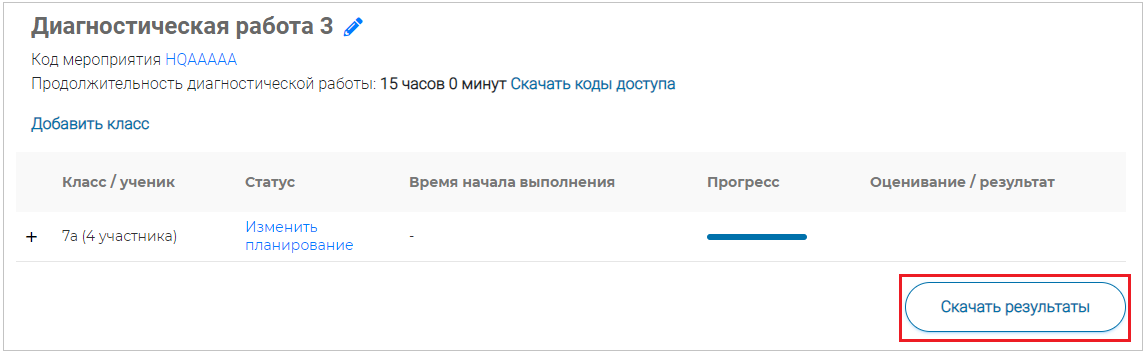 Диагностическая работа 3
Код мероприятия HQAAAAA
Продолжительность диагностической работы: 15 часов 0 минут Скачать коды доступа
Добавить класс
Класс / ученик Статус Время начала выполнения Прогресс Оценивание / результат
+ 7а (4 участника) Изменить планирование -
Скачать результаты